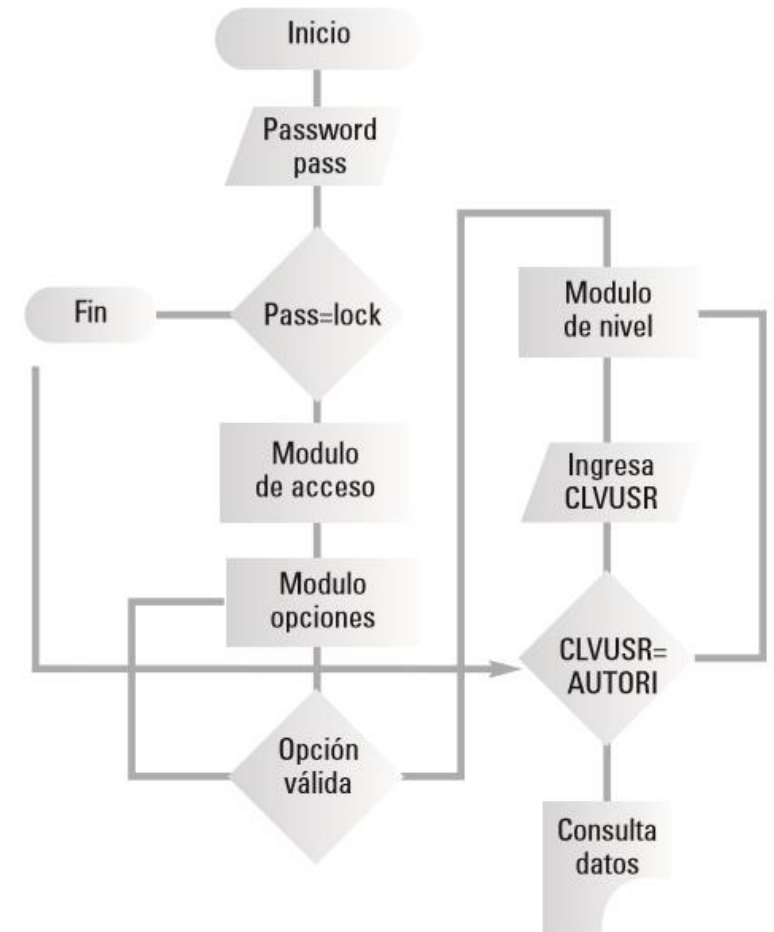 Inicio
Password
pass
Fin
Pass=lock
Modulo
de acceso
Modulo
opciones
Opción
válida
Modulo
de nivel
Ingresa
CLVUSR
CLVUSR=
AUTORI
Consulta
datos